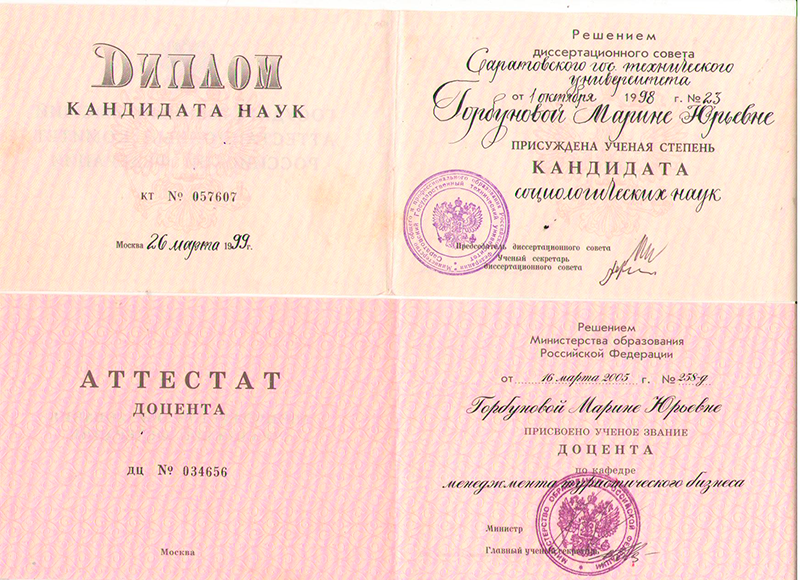 ДИПЛОМ
КАНДИДАТА НАУК
КТ № 057607
Москва 26 марта 1999г.
Решением
диссертационного совета
Саратовского гос. технического
университета
от 1 октября 1998 г. № 23
Горбуновой Марине Юрьевне
ПРИСУЖДЕНА УЧЕНАЯ СТЕПЕНЬ
КАНДИДАТА
социологических наук
Председатель диссертационного совета
Ученый секретарь
диссертационного совета
АТТЕСТАТ
ДОЦЕНТА
ДЦ № 034656
Москва
Решением
Министерства образования
Российской Федерации
от 16 марта 2005 г. № 258-д
Горбуновой Марине Юрьевне
ПРИСВОЕНО УЧЕНОЕ ЗВАНИЕ
ДОЦЕНТА
по кафедре
менеджмента туристического бизнеса
Министр
Главный ученый секретарь